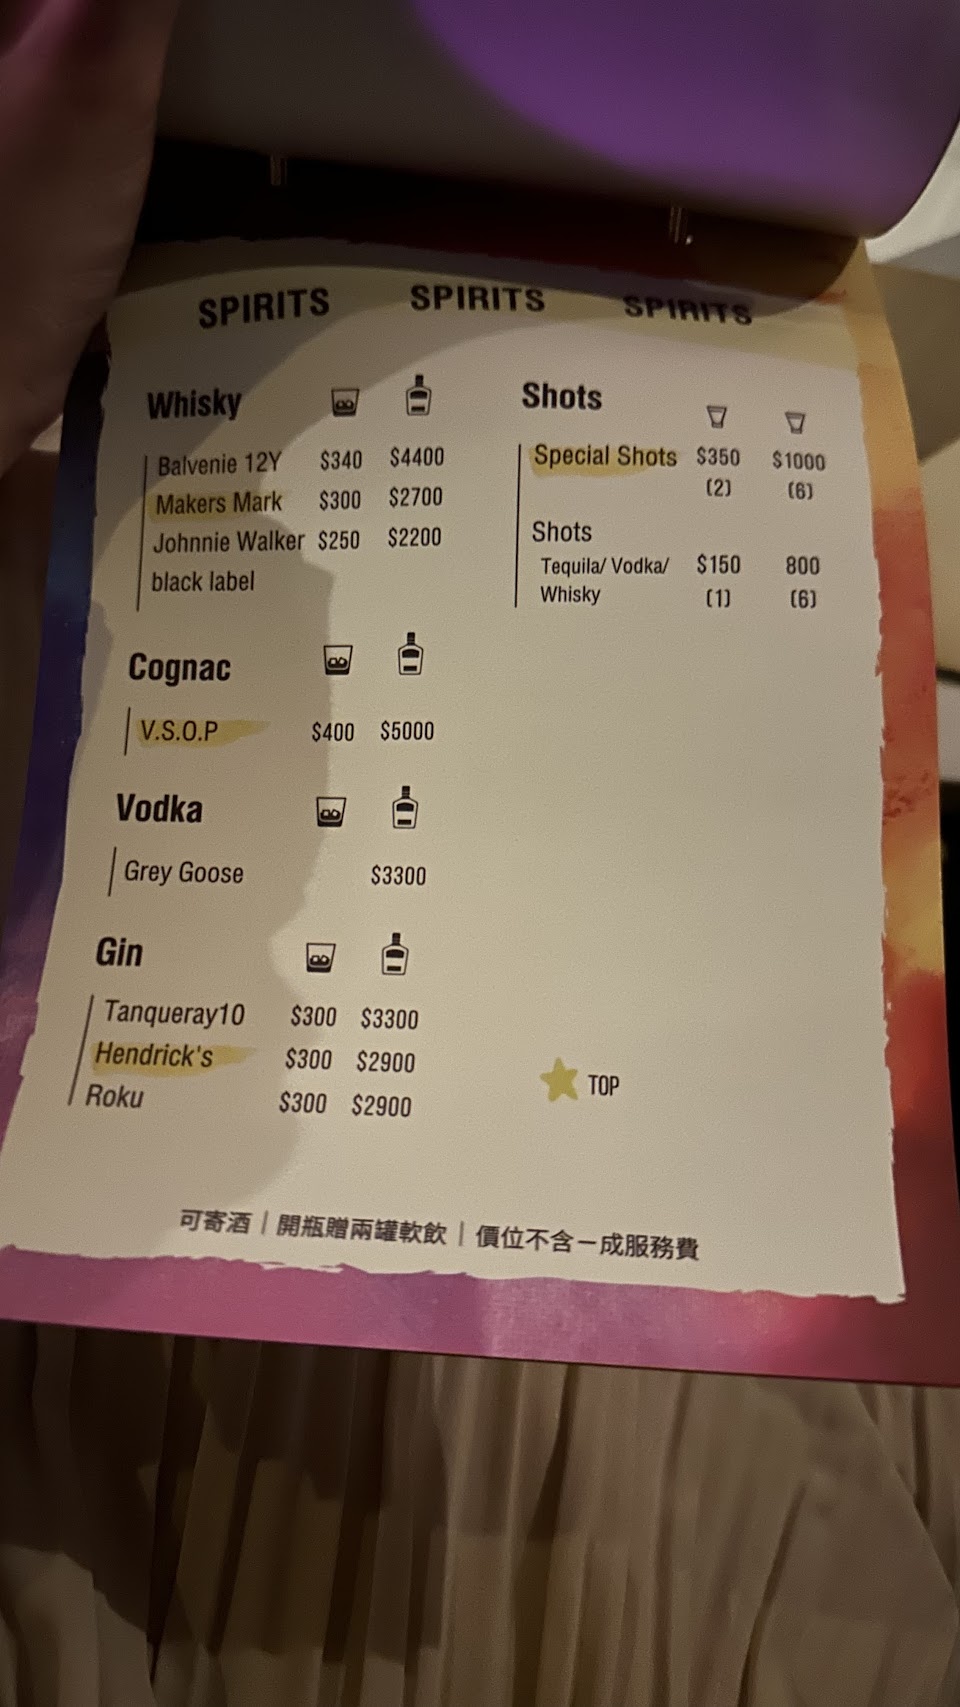 SPIRITS SPIRITS SPIRITS
Whisky
Balvenie 12Y $340 $4400
Makers Mark $300 $2700
Johnnie Walker $250 $2200
black label
Cognac
V.S.O.P $400 $5000
Vodka
Grey Goose $3300
Gin
Tanqueray10 $300 $3300
Hendrick's $300 $2900
Roku $300 $2900
Shots
Special Shots $350 $1000
(2) (6)
Shots
Tequila/ Vodka/ $150 800
Whisky (1) (6)
TOP
可寄酒｜開瓶贈兩罐軟飲｜價位不含一成服務費